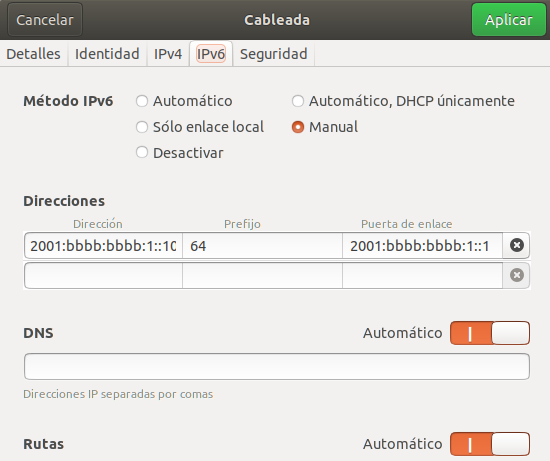 Cancelar Cableada Aplicar
Detalles Identidad IPv4 IPv6 Seguridad
Método IPv6 Automático Automático, DHCP únicamente
Sólo enlace local Manual
Desactivar
Direcciones
Dirección Prefijo Puerta de enlace
2001:bbbb:bbbb:1::10 64 2001:bbbb:bbbb:1::1
DNS Automático
Direcciones IP separadas por comas
Rutas Automático